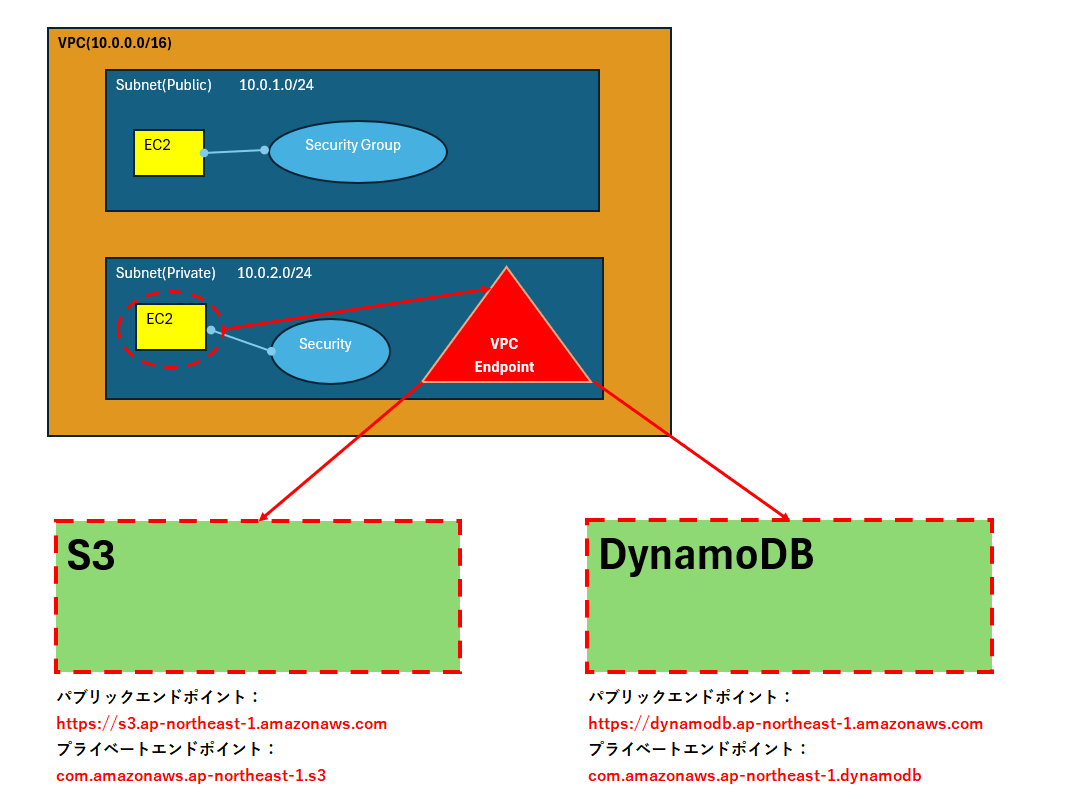 VPC(10.0.0.0/16)
Subnet(Public) 10.0.1.0/24
EC2
Security Group
Subnet(Private) 10.0.2.0/24
EC2
Security
VPC
Endpoint
S3
パブリックエンドポイント：
https://s3.ap-northeast-1.amazonaws.com
プライベートエンドポイント：
com.amazonaws.ap-northeast-1.s3
DynamoDB
パブリックエンドポイント：
https://dynamodb.ap-northeast-1.amazonaws.com
プライベートエンドポイント：
com.amazonaws.ap-northeast-1.dynamodb